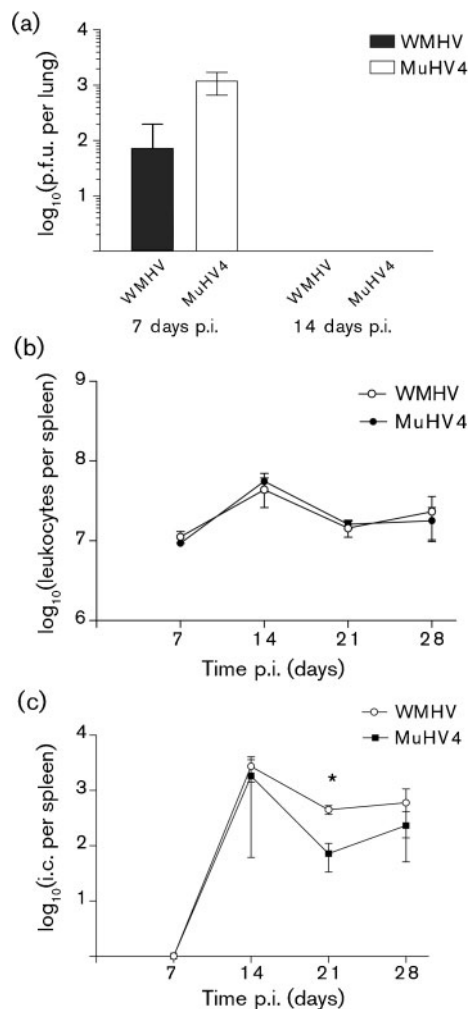 (a)
WMHV
MuHV4
log10(p.f.u. per lung)
4
3
2
1
WMHV
MuHV4
WMHV
MuHV4
7 days p.i.
14 days p.i.
(b)
WMHV
MuHV4
log10(leukocytes per spleen)
9
8
7
6
7 14 21 28
Time p.i. (days)
(c)
WMHV
MuHV4
log10(i.c. per spleen)
4
3
2
1
*
7 14 21 28
Time p.i. (days)